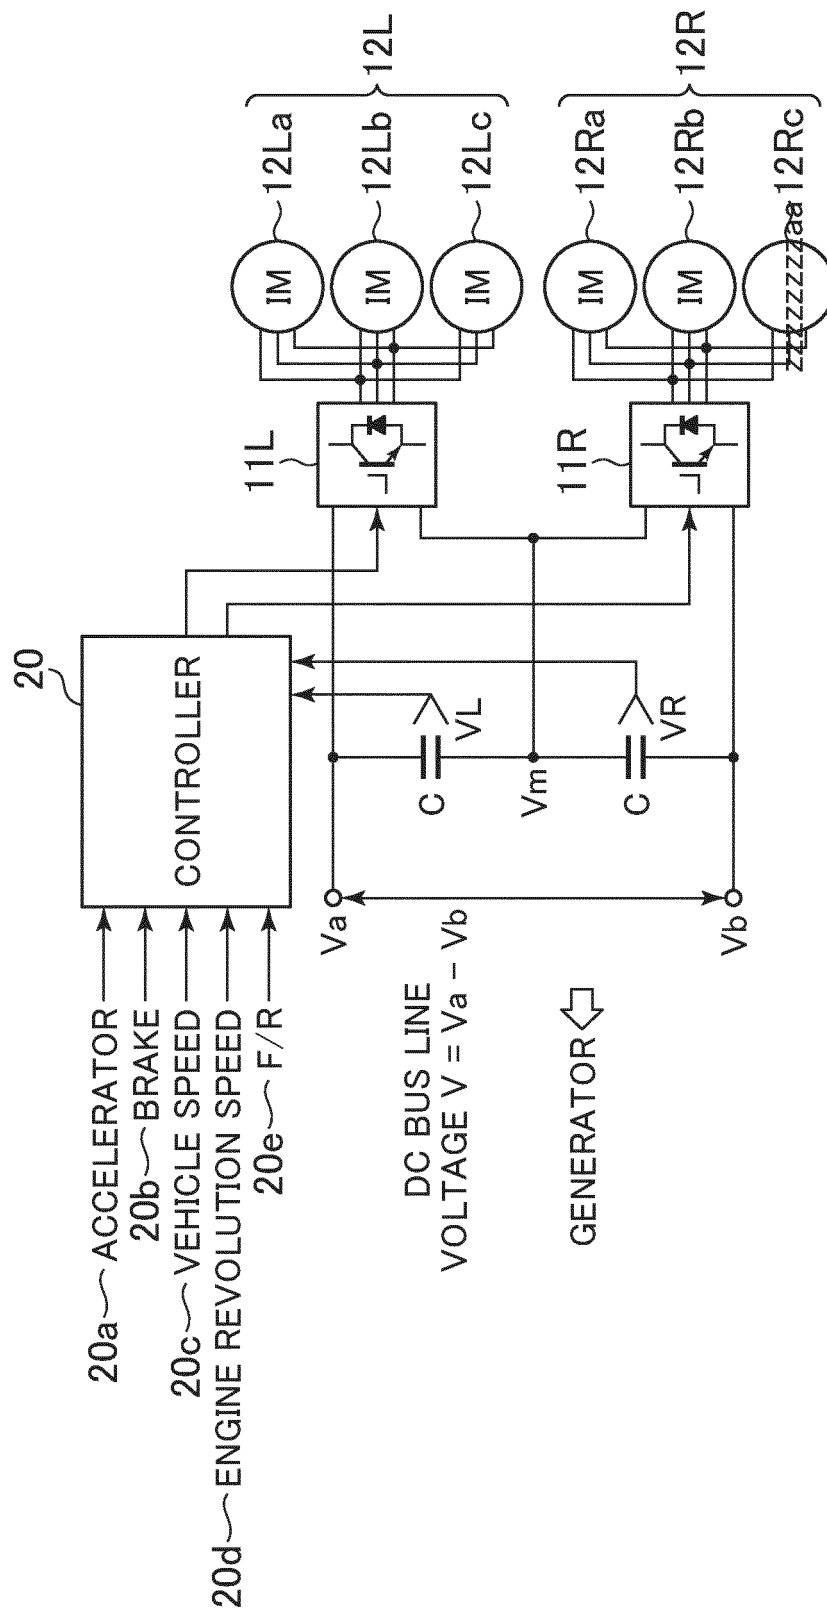 20
CONTROLLER
20a
ACCELERATOR
20b
BRAKE
20c
VEHICLE SPEED
20d
ENGINE REVOLUTION SPEED
20e
F/R
DC BUS LINE
VOLTAGE V = Va - Vb
GENERATOR
Va
Vb
Vm
C
VL
C
VR
11L
11R
IM
IM
IM
12La
12Lb
12Lc
12L
IM
IM
zzzzzzzzzzaa
12Ra
12Rb
12Rc
12R